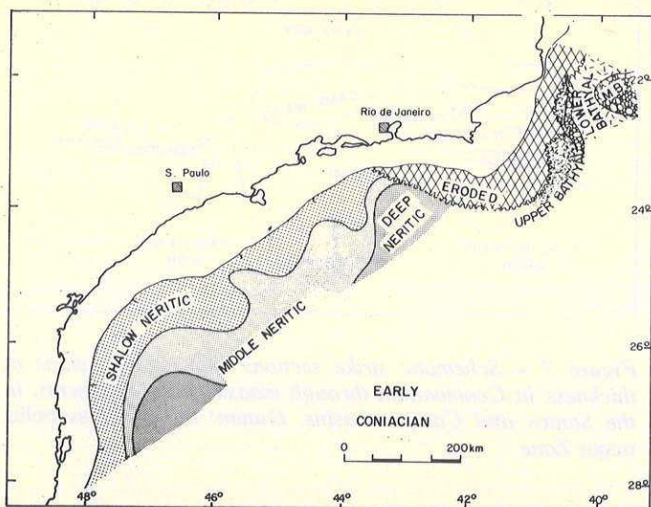 22º
Rio de Janeiro
S. Paulo
LOWER BATHYAL
MB
UPPER BATHYAL
ERODED
24º
DEEP NERITIC
SHALOW NERITIC
MIDDLE NERITIC
26º
EARLY
CONIACIAN
0 200km
28º
48º 46º 44º 42º 40º